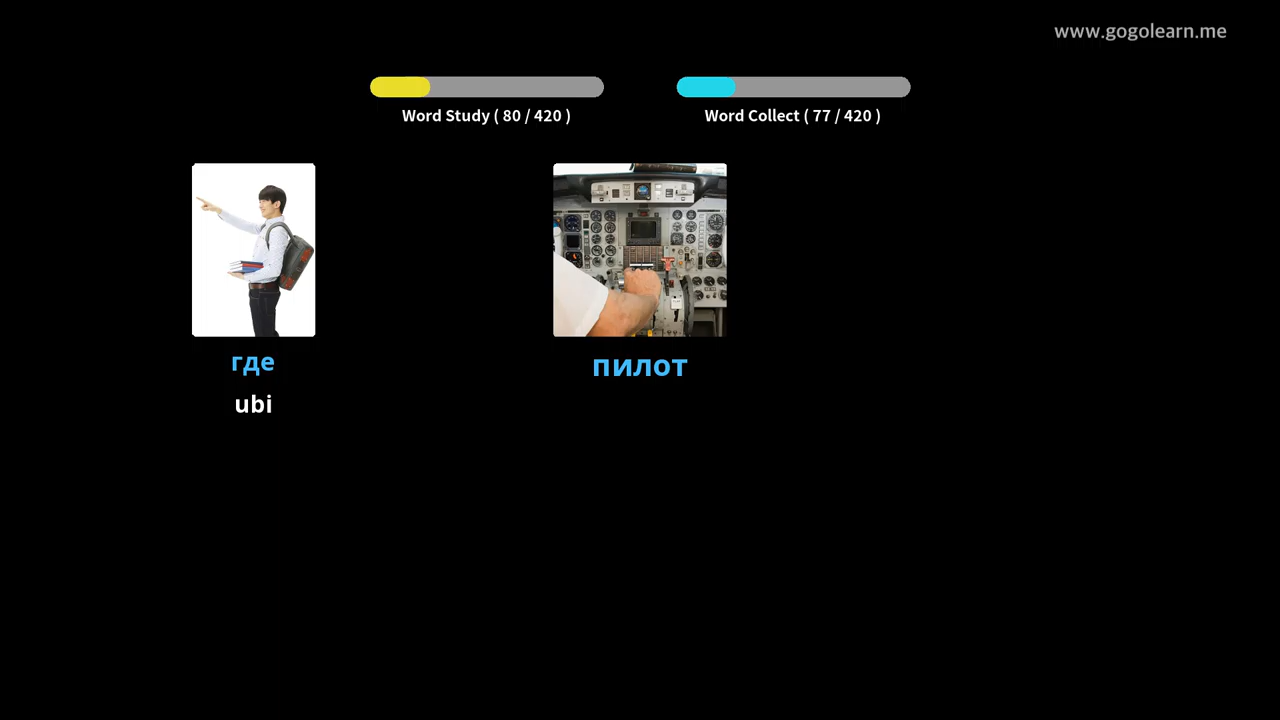 www.gogolearn.me
Word Study ( 80 / 420 )
Word Collect ( 77 / 420 )
где
ubi
пилот